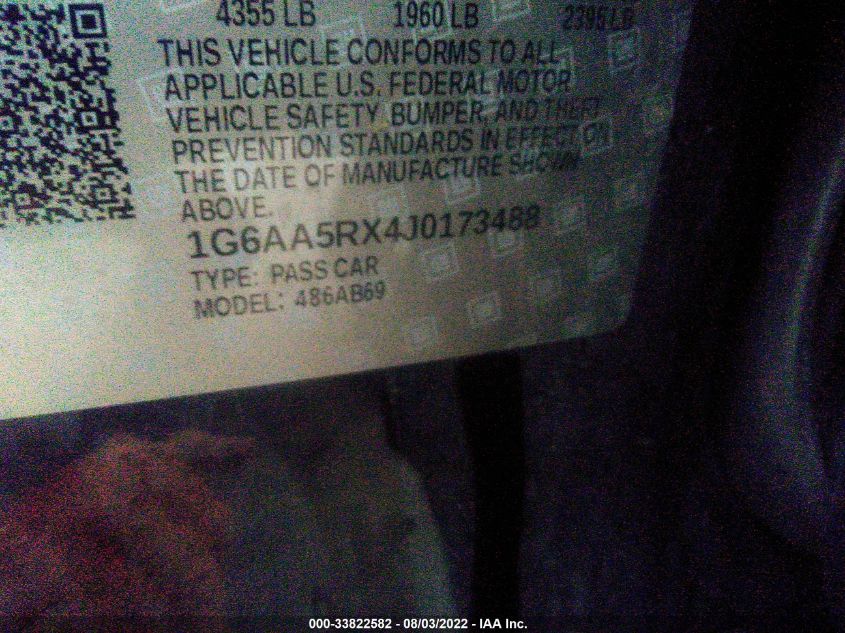 4355 LB 1960 LB 2395 LB
THIS VEHICLE CONFORMS TO ALL
APPLICABLE U.S. FEDERAL MOTOR
VEHICLE SAFETY, BUMPER, AND THEFT
PREVENTION STANDARDS IN EFFECT ON
THE DATE OF MANUFACTURE SHOWN
ABOVE.
1G6AA5RX4J0173488
TYPE: PASS CAR
MODEL: 486AB69
000-33822582 - 08/03/2022 - IAA Inc.